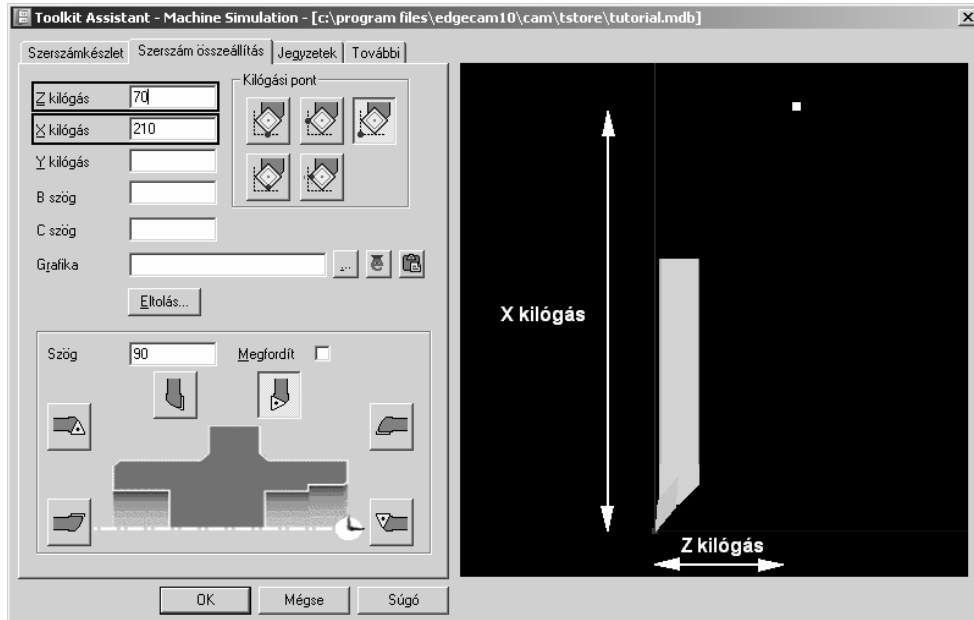 Toolkit Assistant - Machine Simulation - [c:\program files\edgecam10\cam\tstore\tutorial.mdb]
Szerszámkészlet Szerszám összeállítás Jegyzetek További
Z kilógás 70
X kilógás 210
Y kilógás
B szög
C szög
Grafika
...
Eltolás...
Kilógási pont
Szög 90 Megfordít
OK Mégse Súgó
X kilógás
Z kilógás